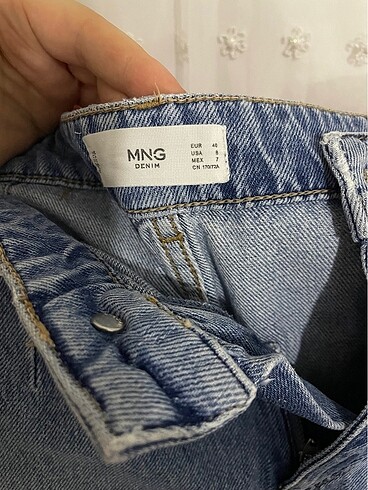 MNG
DENIM
EUR 40
USA 8
MEX 7
CN 170/72A